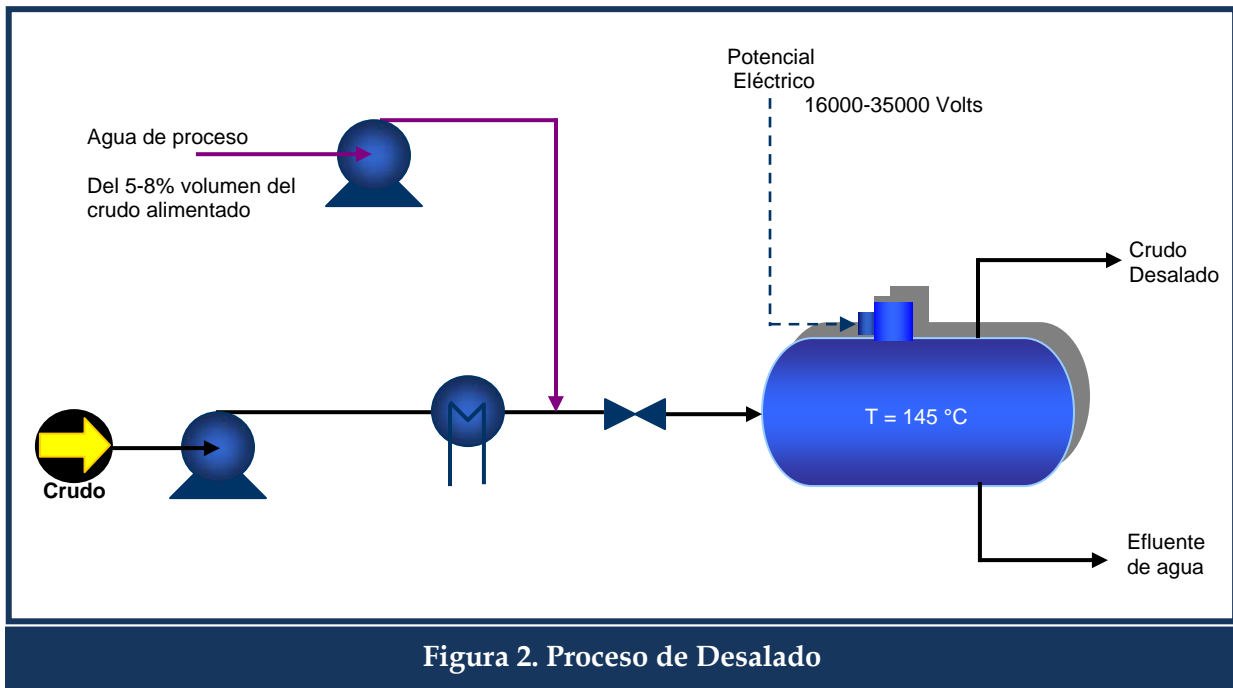 Potencial
Eléctrico
16000-35000 Volts
Agua de proceso
Del 5-8% volumen del
crudo alimentado
Crudo
Desalado
T = 145 °C
Crudo
Efluente
de agua
Figura 2. Proceso de Desalado